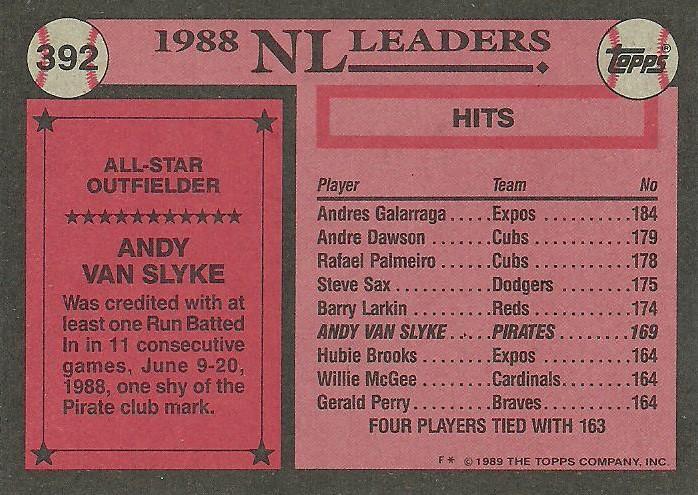 392
1988 NL LEADERS
TOPPS®
ALL-STAR
OUTFIELDER
ANDY
VAN SLYKE
Was credited with at
least one Run Batted
In in 11 consecutive
games, June 9-20,
1988, one shy of the
Pirate club mark.
HITS
Player Team No
Andres Galarraga.....Expos...........184
Andre Dawson.......Cubs............179
Rafael Palmeiro......Cubs............178
Steve Sax..........Dodgers.........175
Barry Larkin.........Reds............174
ANDY VAN SLYKE.....PIRATES........169
Hubie Brooks........Expos...........164
Willie McGee........Cardinals........164
Gerald Perry.........Braves..........164
FOUR PLAYERS TIED WITH 163
F* © 1989 THE TOPPS COMPANY, INC.